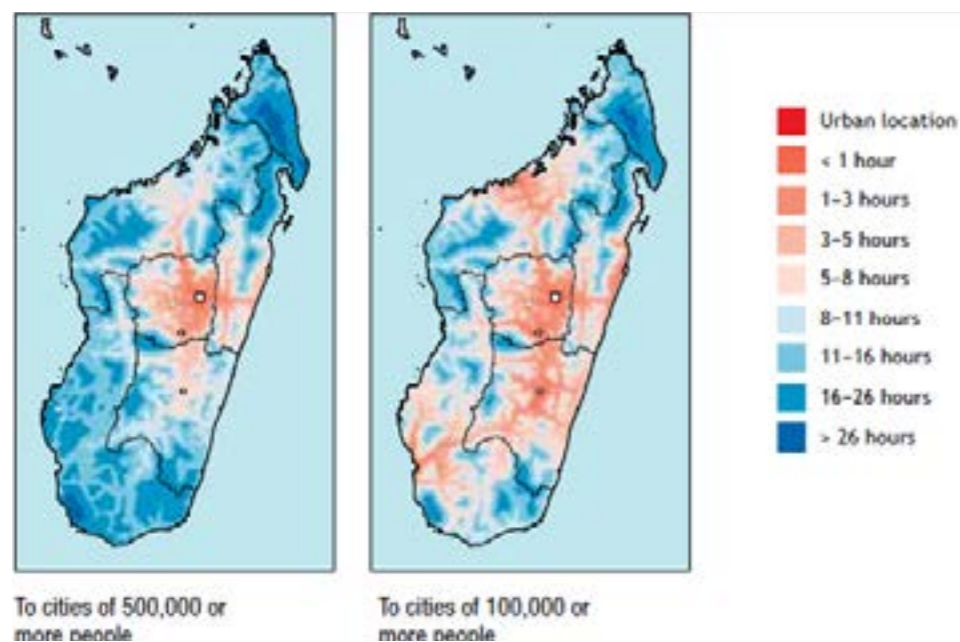 Urban location
< 1 hour
1–3 hours
3–5 hours
5–8 hours
8–11 hours
11–16 hours
16–26 hours
> 26 hours
To cities of 500,000 or
more people
To cities of 100,000 or
more people